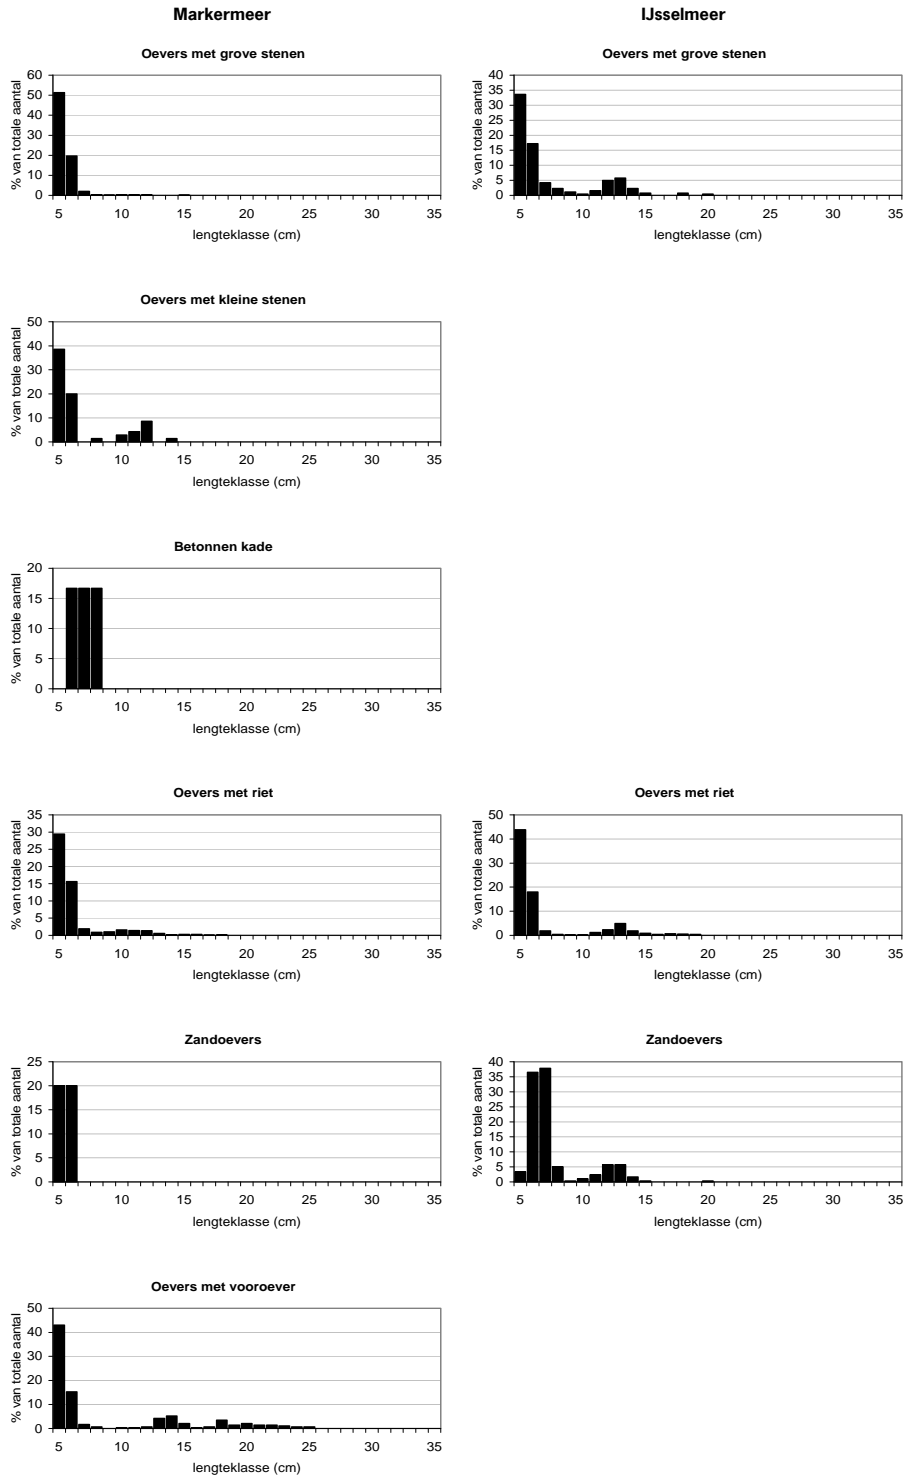 Markermeer
IJsselmeer
Oevers met grove stenen
% van totale aantal
60
50
40
30
20
10
0
5 10 15 20 25 30 35
lengteklasse (cm)
Oevers met grove stenen
% van totale aantal
40
35
30
25
20
15
10
5
0
5 10 15 20 25 30 35
lengteklasse (cm)
Oevers met kleine stenen
% van totale aantal
50
40
30
20
10
0
5 10 15 20 25 30 35
lengteklasse (cm)
Betonnen kade
% van totale aantal
20
15
10
5
0
5 10 15 20 25 30 35
lengteklasse (cm)
Oevers met riet
% van totale aantal
35
30
25
20
15
10
5
0
5 10 15 20 25 30 35
lengteklasse (cm)
Oevers met riet
% van totale aantal
50
40
30
20
10
0
5 10 15 20 25 30 35
lengteklasse (cm)
Zandoevers
% van totale aantal
25
20
15
10
5
0
5 10 15 20 25 30 35
lengteklasse (cm)
Zandoevers
% van totale aantal
40
35
30
25
20
15
10
5
0
5 10 15 20 25 30 35
lengteklasse (cm)
Oevers met vooroever
% van totale aantal
50
40
30
20
10
0
5 10 15 20 25 30 35
lengteklasse (cm)